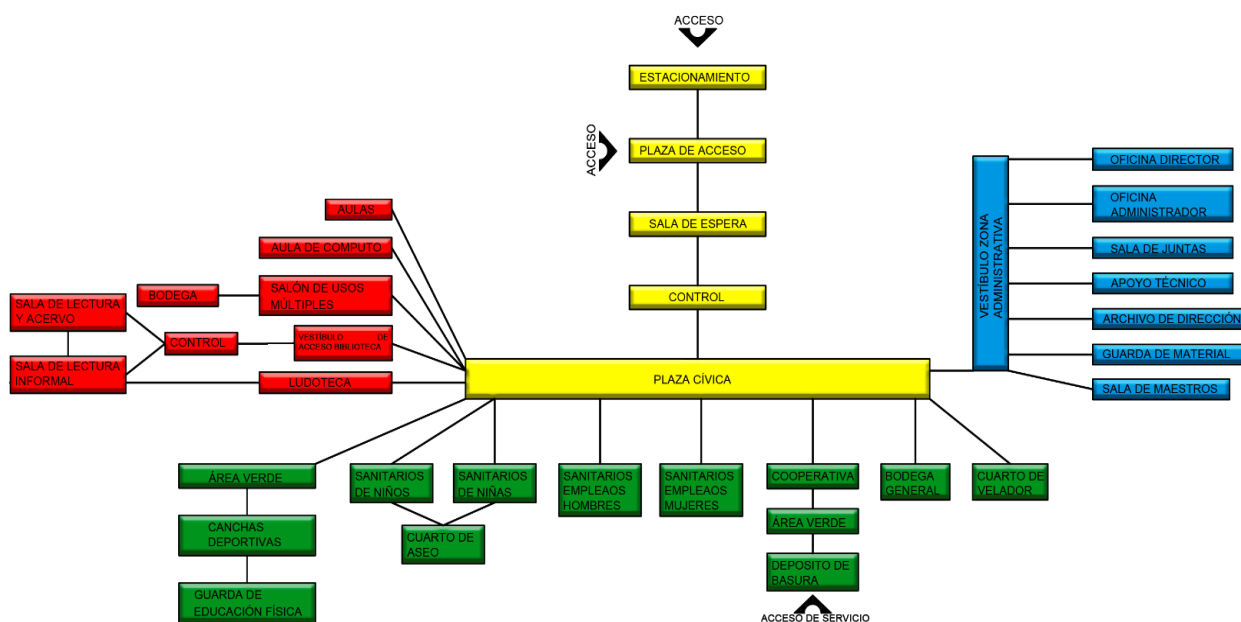 ACCESO
ESTACIONAMIENTO
ACCESO
PLAZA DE ACCESO
SALA DE ESPERA
CONTROL
PLAZA CÍVICA
AULAS
AULA DE COMPUTO
BODEGA
SALÓN DE USOS
MÚLTIPLES
SALA DE LECTURA
Y ACERVO
CONTROL
VESTÍBULO DE
ACCESO BIBLIOTECA
SALA DE LECTURA
INFORMAL
LUDOTECA
VESTÍBULO ZONA
ADMINISTRATIVA
OFICINA DIRECTOR
OFICINA
ADMINISTRADOR
SALA DE JUNTAS
APOYO TÉCNICO
ARCHIVO DE DIRECCIÓN
GUARDA DE MATERIAL
SALA DE MAESTROS
ÁREA VERDE
CANCHAS
DEPORTIVAS
GUARDA DE
EDUCACIÓN FÍSICA
SANITARIOS
DE NIÑOS
SANITARIOS
DE NIÑAS
CUARTO DE
ASEO
SANITARIOS
EMPLEAOS
HOMBRES
SANITARIOS
EMPLEAOS
MUJERES
COOPERATIVA
ÁREA VERDE
DEPOSITO DE
BASURA
ACCESO DE SERVICIO
BODEGA
GENERAL
CUARTO DE
VELADOR